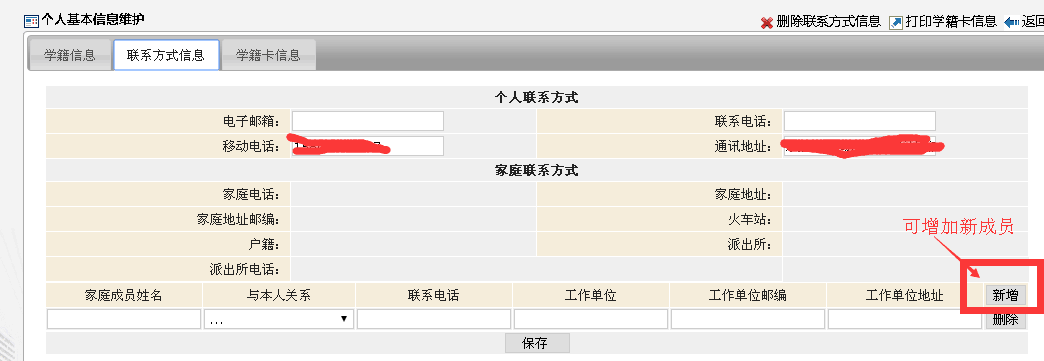 个人基本信息维护
删除联系方式信息 打印学籍卡信息 返回
学籍信息 联系方式信息 学籍卡信息
个人联系方式
电子邮箱： 联系电话：
移动电话： 通讯地址：
家庭联系方式
家庭电话： 家庭地址：
家庭地址邮编： 火车站：
可增加新成员
户籍： 派出所：
派出所电话：
家庭成员姓名 与本人关系 联系电话 工作单位 工作单位邮编 工作单位地址 新增
... 删除
保存